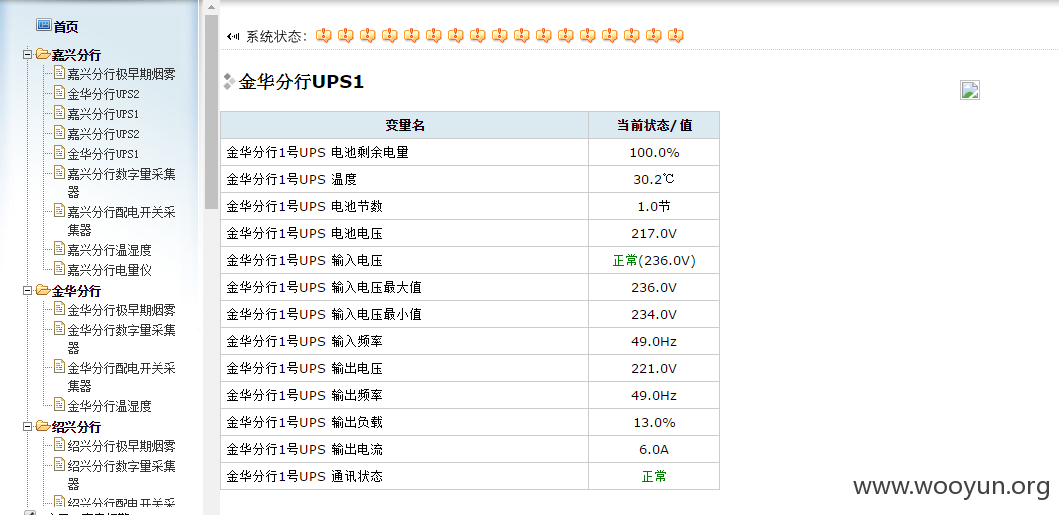 首页
嘉兴分行
嘉兴分行极早期烟雾
金华分行UPS2
嘉兴分行UPS1
嘉兴分行UPS2
金华分行UPS1
嘉兴分行数字量采集
器
嘉兴分行配电开关采
集器
嘉兴分行温湿度
嘉兴分行电量仪
金华分行
金华分行极早期烟雾
金华分行数字量采集
器
金华分行配电开关采
集器
金华分行温湿度
绍兴分行
绍兴分行极早期烟雾
绍兴分行数字量采集
器
绍兴分行配电开关采
系统状态:
金华分行UPS1
变量名 当前状态/值
金华分行1号UPS 电池剩余电量 100.0%
金华分行1号UPS 温度 30.2℃
金华分行1号UPS 电池节数 1.0节
金华分行1号UPS 电池电压 217.0V
金华分行1号UPS 输入电压 正常(236.0V)
金华分行1号UPS 输入电压最大值 236.0V
金华分行1号UPS 输入电压最小值 234.0V
金华分行1号UPS 输入频率 49.0Hz
金华分行1号UPS 输出电压 221.0V
金华分行1号UPS 输出频率 49.0Hz
金华分行1号UPS 输出负载 13.0%
金华分行1号UPS 输出电流 6.0A
金华分行1号UPS 通讯状态 正常
www.wooyun.org